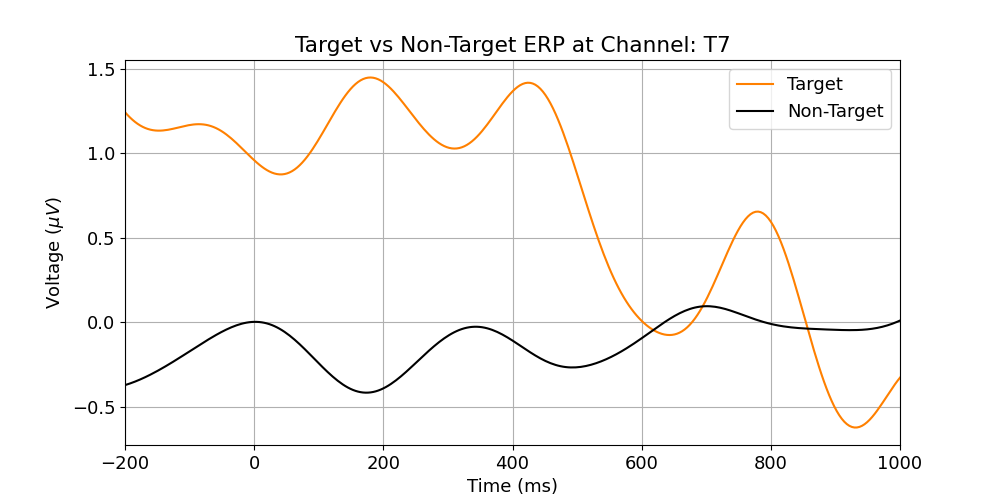 Target vs Non-Target ERP at Channel: T7
Target
Non-Target
Voltage (μV)
1.5
1.0
0.5
0.0
−0.5
−200 0 200 400 600 800 1000
Time (ms)